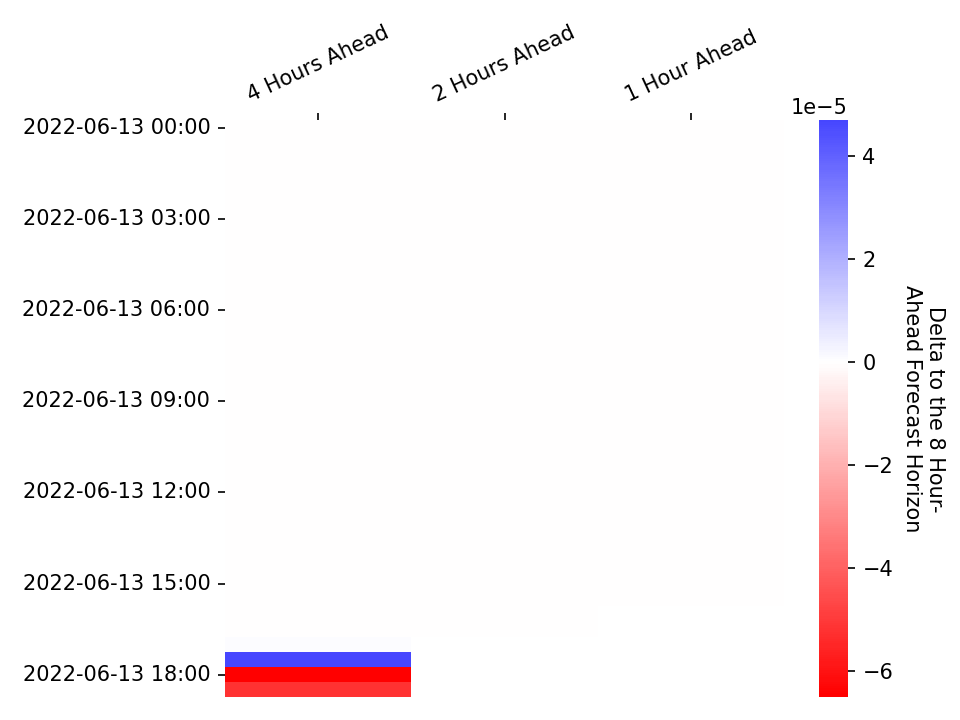 4 Hours Ahead
2 Hours Ahead
1 Hour Ahead
1e−5
2022-06-13 00:00
2022-06-13 03:00
2022-06-13 06:00
2022-06-13 09:00
2022-06-13 12:00
2022-06-13 15:00
2022-06-13 18:00
4
2
0
−2
−4
−6
Delta to the 8 Hour-
Ahead Forecast Horizon